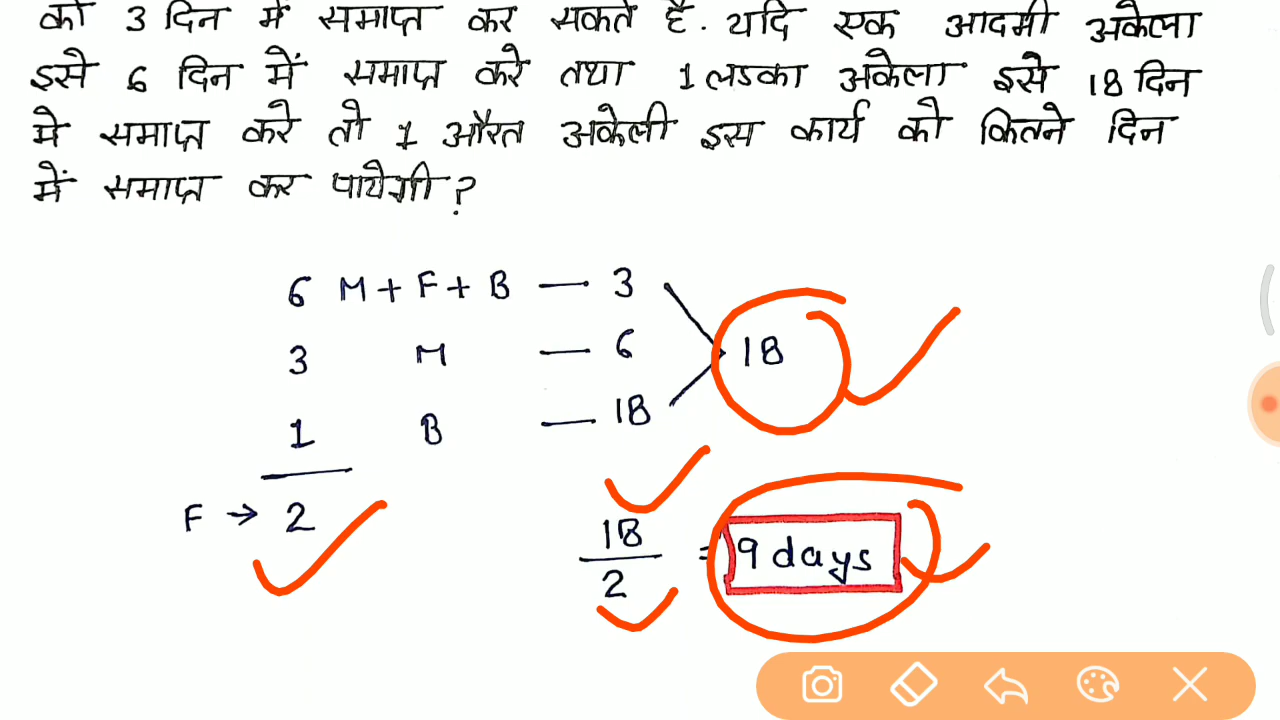 को 3 दिन में समाप्त कर सकते है. यदि एक आदमी अकेला
इसे 6 दिन में समाप्त करे तथा 1 लडका अकेला इसे 18 दिन
मे समाप्त करे तो 1 औरत अकेली इस कार्य को कितने दिन
में समाप्त कर पायेगी?
6 M + F + B — 3
3 M — 6
18
1 B — 18
F → 2
18
2
= 9 days